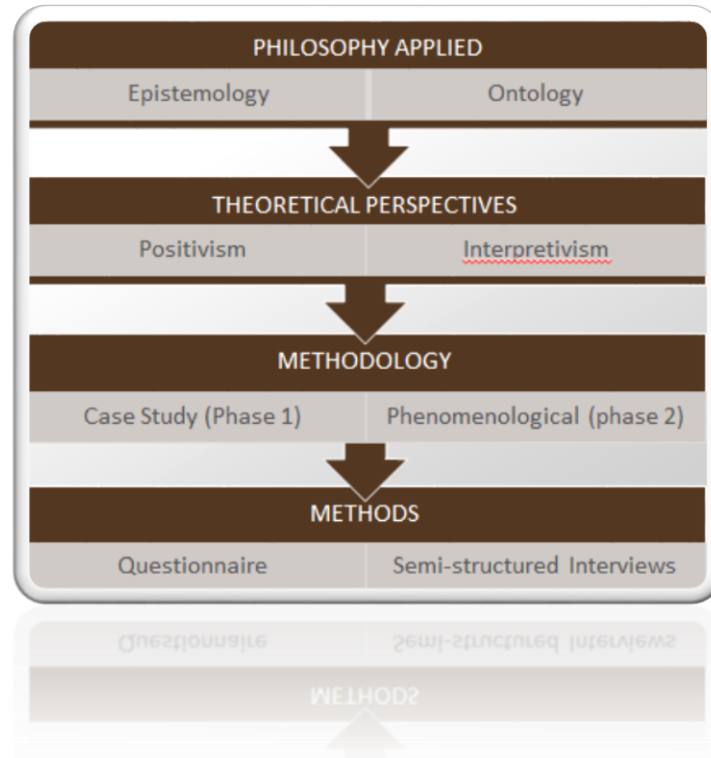 PHILOSOPHY APPLIED
Epistemology Ontology
THEORETICAL PERSPECTIVES
Positivism Interpretivism
METHODOLOGY
Case Study (Phase 1) Phenomenological (phase 2)
METHODS
Questionnaire Semi-structured Interviews